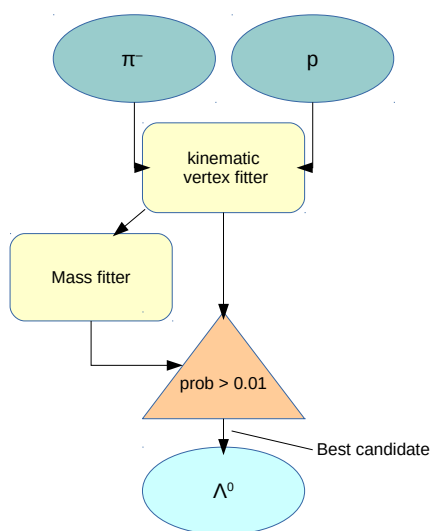 π⁻
p
kinematic
vertex fitter
Mass fitter
prob > 0.01
Best candidate
Λ⁰